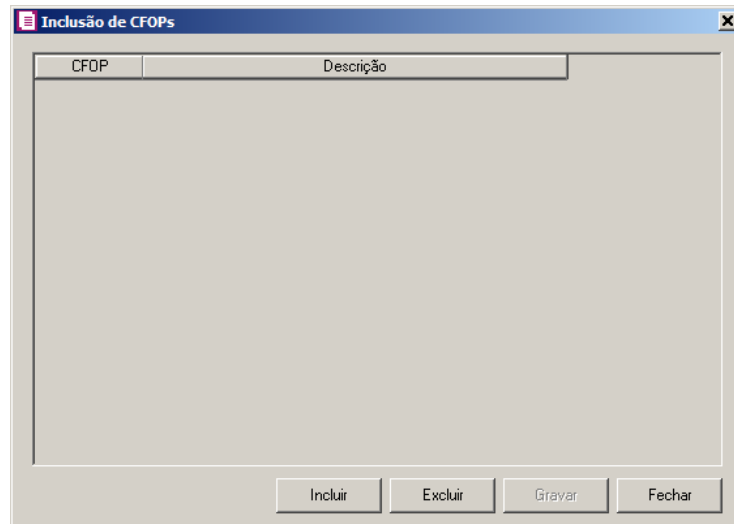 Inclusão de CFOPs
CFOP Descrição
Incluir Excluir Gravar Fechar